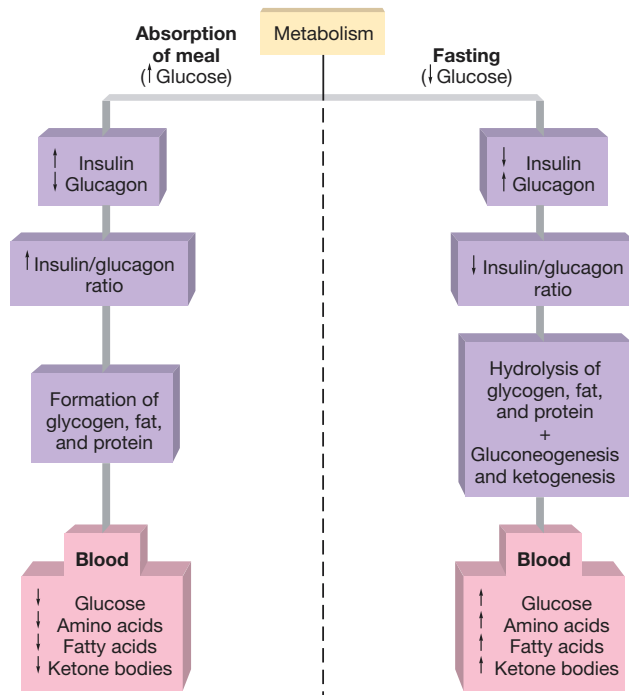 Metabolism
Absorption
of meal
(↑ Glucose)
↑ Insulin
↓ Glucagon
↑ Insulin/glucagon
ratio
Formation of
glycogen, fat,
and protein
Blood
↓ Glucose
↓ Amino acids
↓ Fatty acids
↓ Ketone bodies
Fasting
(↓ Glucose)
↓ Insulin
↑ Glucagon
↓ Insulin/glucagon
ratio
Hydrolysis of
glycogen, fat,
and protein
+
Gluconeogenesis
and ketogenesis
Blood
↑ Glucose
↑ Amino acids
↑ Fatty acids
↑ Ketone bodies